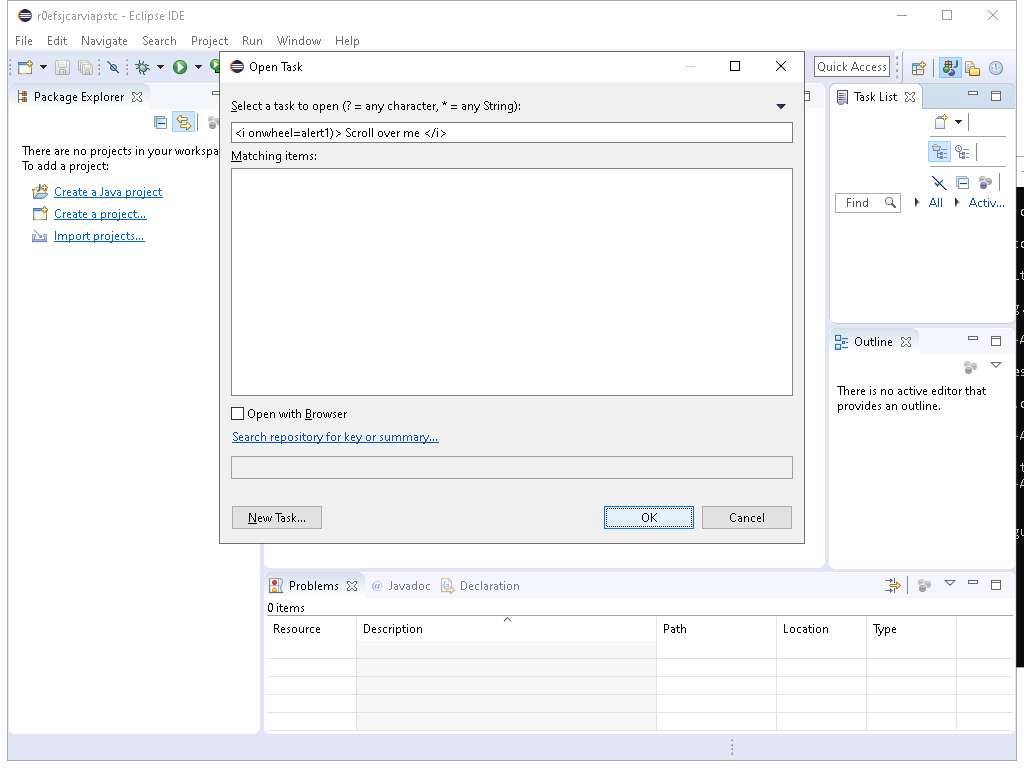 r0efsjcarviapstc - Eclipse IDE
File Edit Navigate Search Project Run Window Help
Quick Access
Package Explorer
There are no projects in your workspa
To add a project:
Create a Java project
Create a project...
Import projects...
Open Task
Select a task to open (? = any character, * = any String):
<i onwheel=alert1)> Scroll over me </i>
Matching items:
Open with Browser
Search repository for key or summary...
New Task...
OK
Cancel
Task List
Find
All
Activ...
Outline
There is no active editor that
provides an outline.
Problems
@ Javadoc
Declaration
0 items
Resource Description Path Location Type